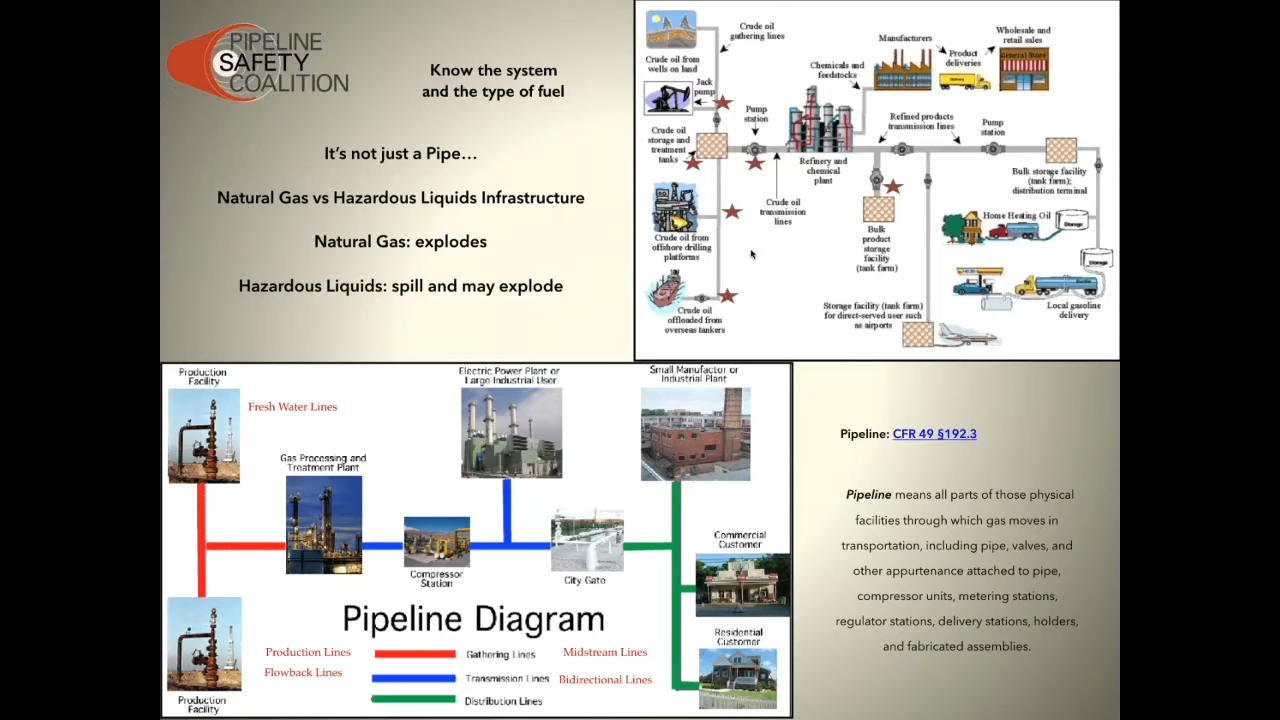 PIPELINE
SAFETY
COALITION
Know the system
and the type of fuel
It's not just a Pipe…
Natural Gas vs Hazardous Liquids Infrastructure
Natural Gas: explodes
Hazardous Liquids: spill and may explode
Crude oil
gathering lines
Crude oil from
wells on land
Jack
pump
Crude oil
storage and
treatment
tanks
Pump
station
Chemicals and
feedstocks
Manufacturers
Product
deliveries
Wholesale and
retail sales
General Store
Delivery
Refined products
transmission lines
Pump
station
Refinery and
chemical
plant
Crude oil
transmission
lines
Bulk storage facility
(tank farm);
distribution terminal
Crude oil from
offshore drilling
platforms
Bulk
product
storage
facility
(tank farm)
Home Heating Oil
Storage
Storage
Local gasoline
delivery
Crude oil
offloaded from
overseas tankers
Storage facility (tank farm)
for direct-served user such
as airports
Production
Facility
Fresh Water Lines
Electric Power Plant or
Large Industrial User
Small Manufactor or
Industrial Plant
Gas Processing and
Treatment Plant
Compressor
Station
City Gate
Commercial
Customer
Residential
Customer
Production
Facility
Pipeline Diagram
Production Lines
Flowback Lines
Gathering Lines
Transmission Lines
Distribution Lines
Midstream Lines
Bidirectional Lines
Pipeline: CFR 49 §192.3
Pipeline means all parts of those physical
facilities through which gas moves in
transportation, including pipe, valves, and
other appurtenance attached to pipe,
compressor units, metering stations,
regulator stations, delivery stations, holders,
and fabricated assemblies.